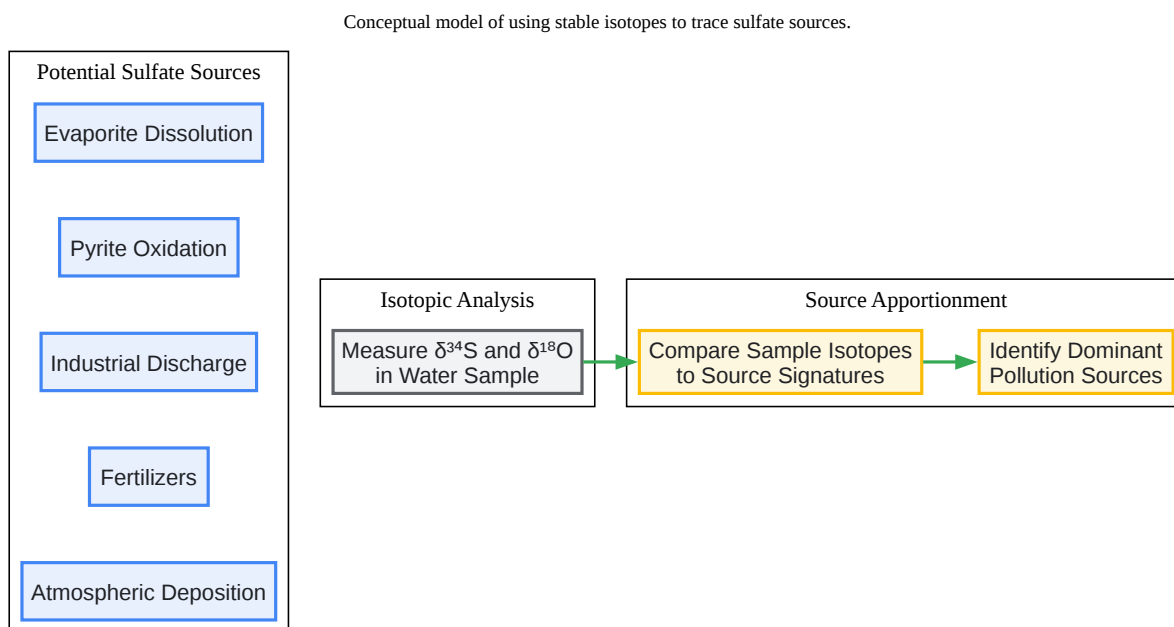 Conceptual model of using stable isotopes to trace sulfate sources.
Potential Sulfate Sources
Evaporite Dissolution
Pyrite Oxidation
Industrial Discharge
Fertilizers
Atmospheric Deposition
Isotopic Analysis
Measure δ³⁴S and δ¹⁸O
in Water Sample
Source Apportionment
Compare Sample Isotopes
to Source Signatures
Identify Dominant
Pollution Sources